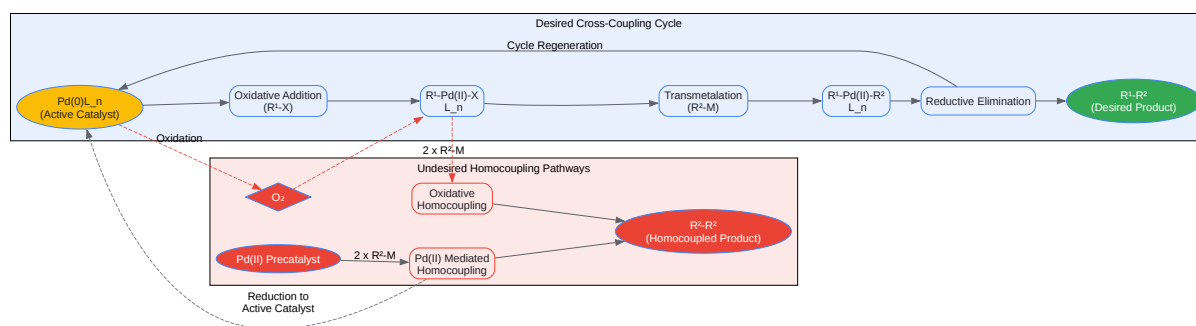 Desired Cross-Coupling Cycle
Cycle Regeneration
Pd(0)L_n
(Active Catalyst)
Oxidative Addition
(R¹-X)
R¹-Pd(II)-X
L_n
Transmetalation
(R²-M)
R¹-Pd(II)-R²
L_n
Reductive Elimination
R¹-R²
(Desired Product)
Oxidation
2 x R²-M
Undesired Homocoupling Pathways
O₂
Oxidative
Homocoupling
R²-R²
(Homocoupled Product)
Pd(II) Precatalyst
2 x R²-M
Pd(II) Mediated
Homocoupling
Reduction to
Active Catalyst